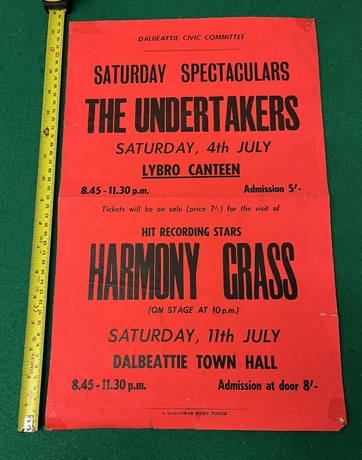 DALBEATTIE CIVIC COMMITTEE
SATURDAY SPECTACULARS
THE UNDERTAKERS
SATURDAY, 4th JULY
LYBRO CANTEEN
8.45 - 11.30 p.m. Admission 5/-
Tickets will be on sale (price 7/-) for the visit of
HIT RECORDING STARS
HARMONY GRASS
(ON STAGE AT 10 p.m.)
SATURDAY, 11th JULY
DALBEATTIE TOWN HALL
8.45 - 11.30 p.m. Admission at door 8/-
A GALLOWAY NEWS POSTER